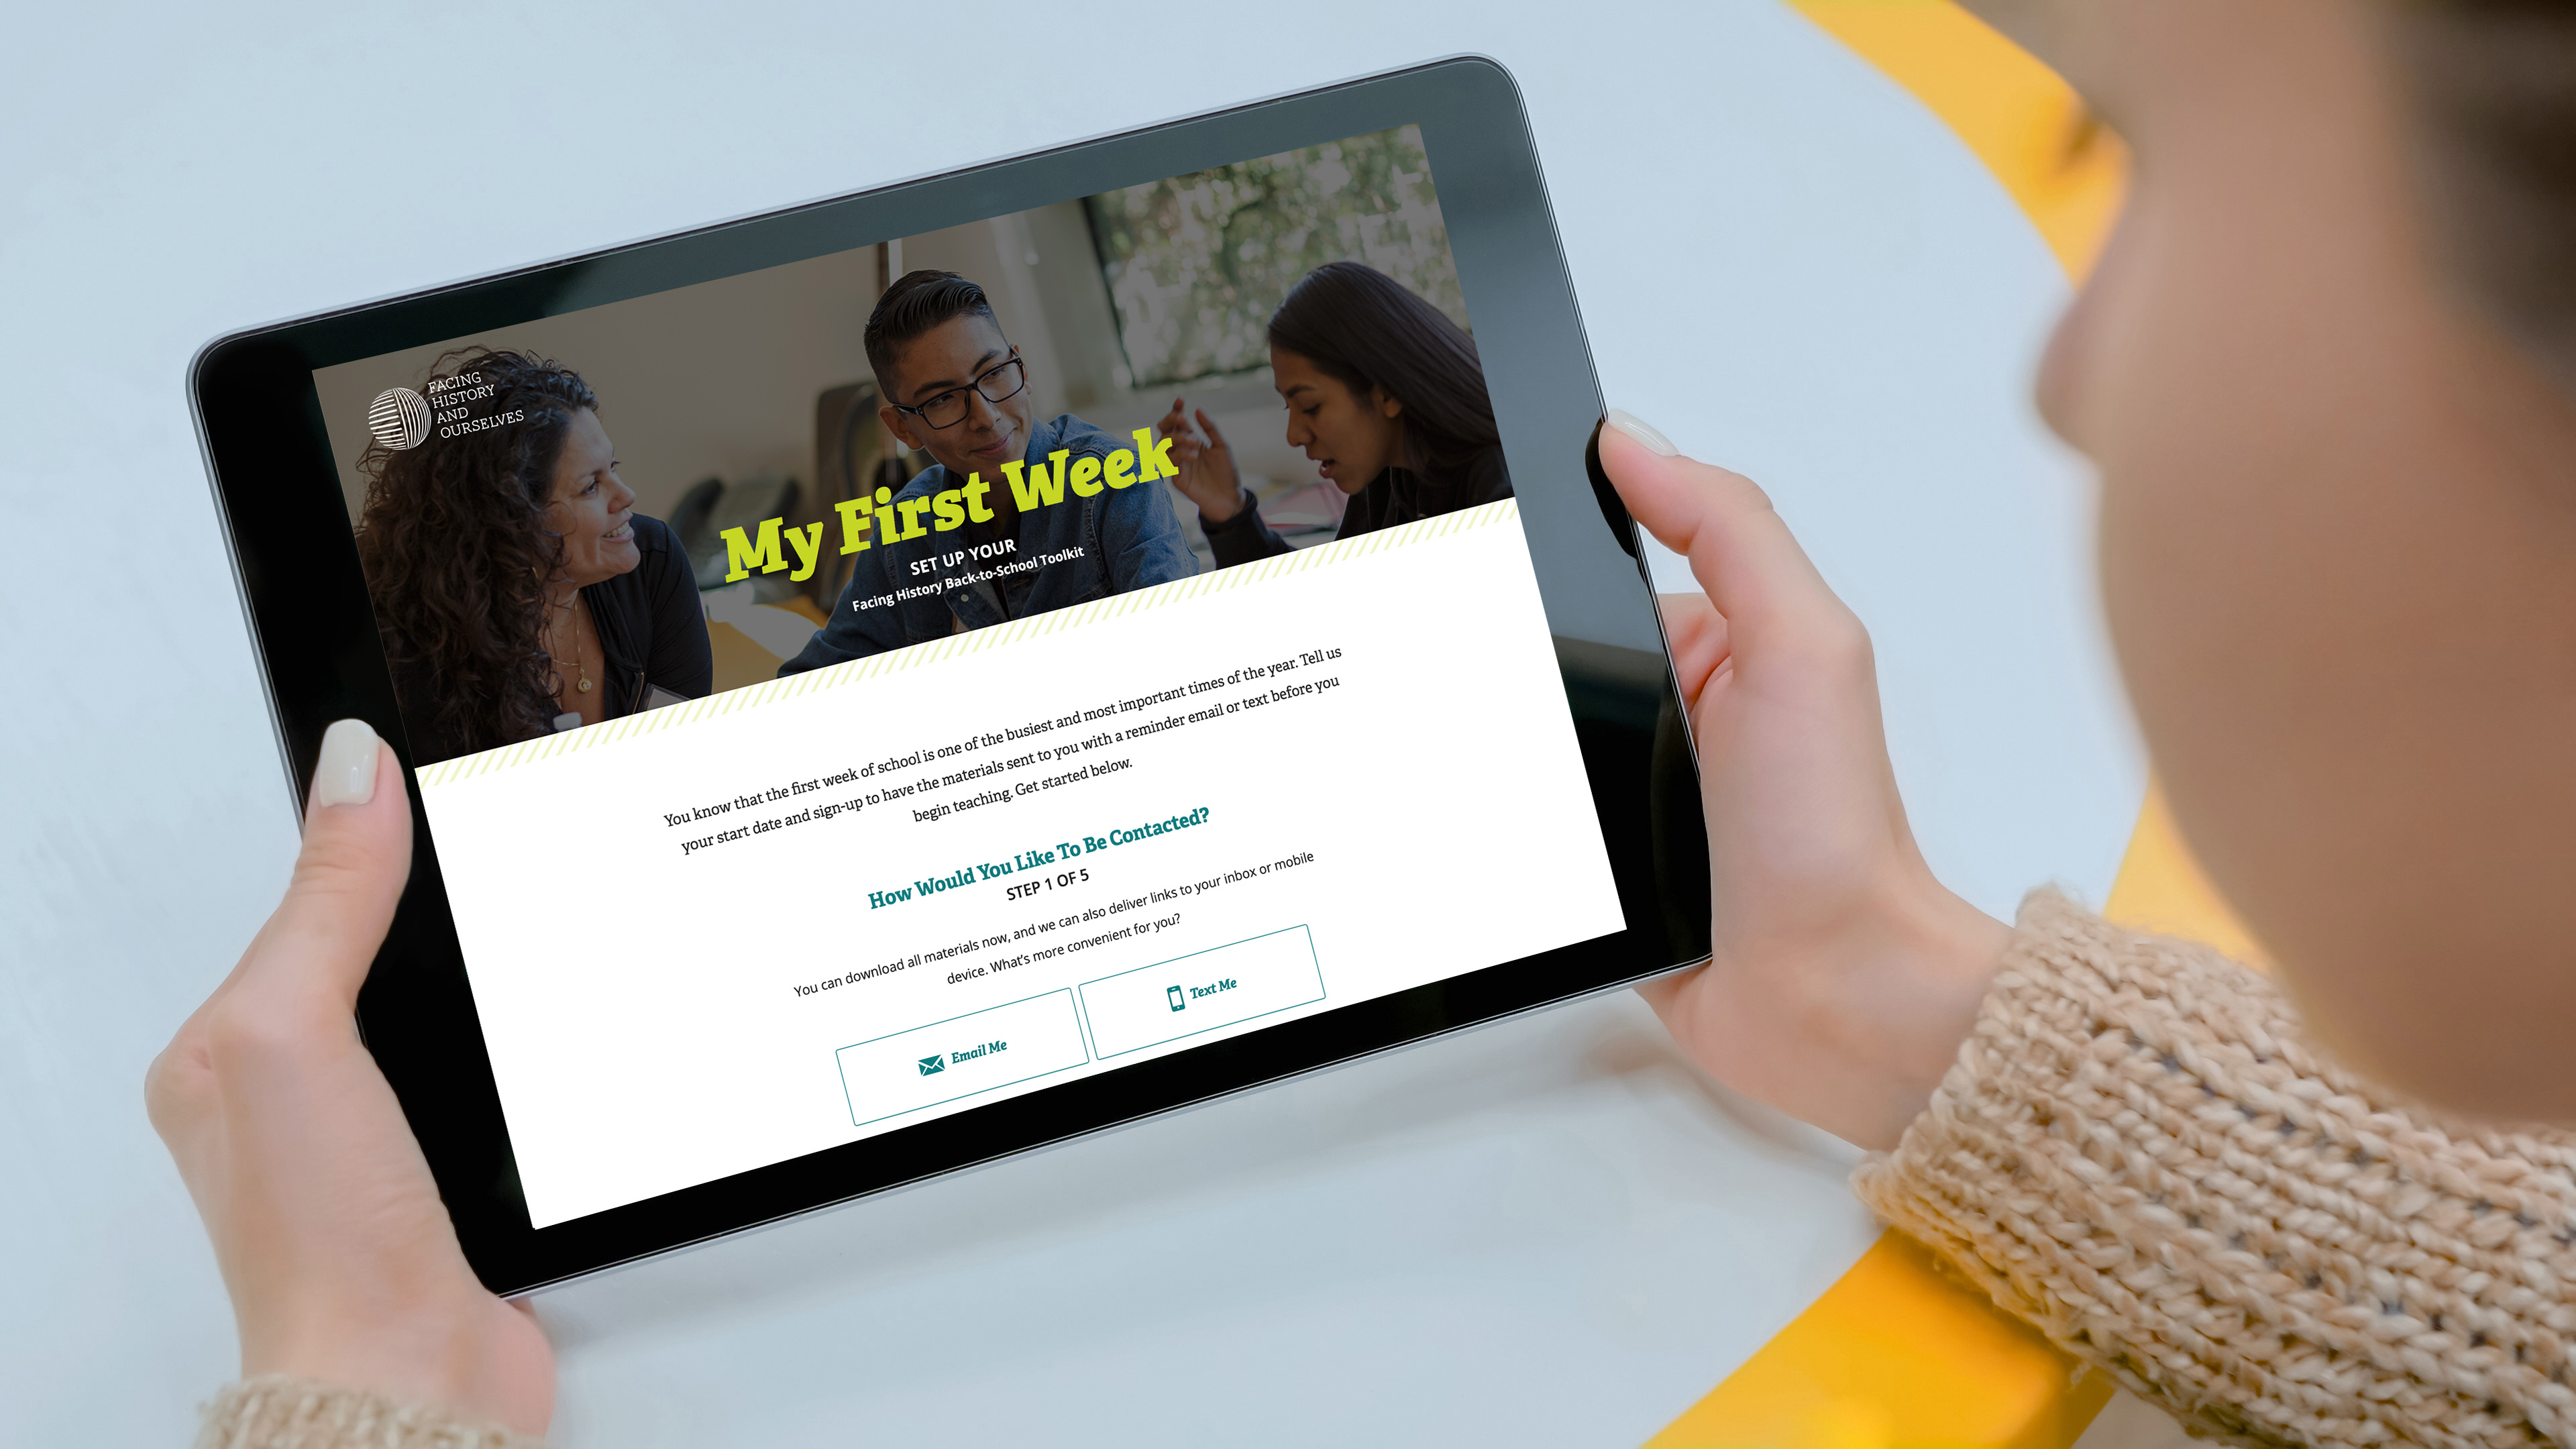 FACING
HISTORY
AND
OURSELVES
My First Week
SET UP YOUR
Facing History Back-to-School Toolkit
You know that the first week of school is one of the busiest and most important times of the year. Tell us
your start date and sign-up to have the materials sent to you with a reminder email or text before you
begin teaching. Get started below.
How Would You Like To Be Contacted?
STEP 1 OF 5
You can download all materials now, and we can also deliver links to your inbox or mobile
device. What's more convenient for you?
Email Me
Text Me